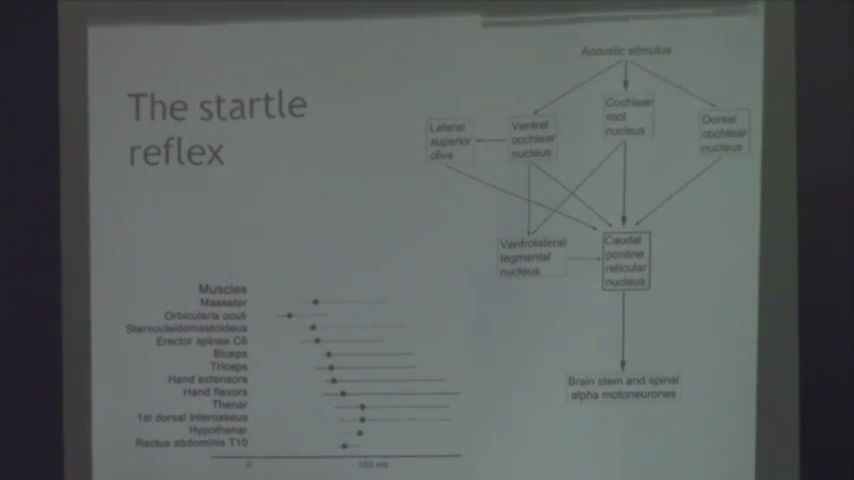 The startle
reflex
Acoustic stimulus
Lateral
superior
olive
Ventral
cochlear
nucleus
Cochlear
root
nucleus
Dorsal
cochlear
nucleus
Ventrolateral
tegmental
nucleus
Caudal
pontine
reticular
nucleus
Brain stem and spinal
alpha motoneurones
Muscles
Masseter
Orbicularis oculi
Sternocleidomastoideus
Erector spinae C6
Biceps
Triceps
Hand extensors
Hand flexors
Thenar
1st dorsal interosseus
Hypothenar
Rectus abdominis T10
0 100 ms